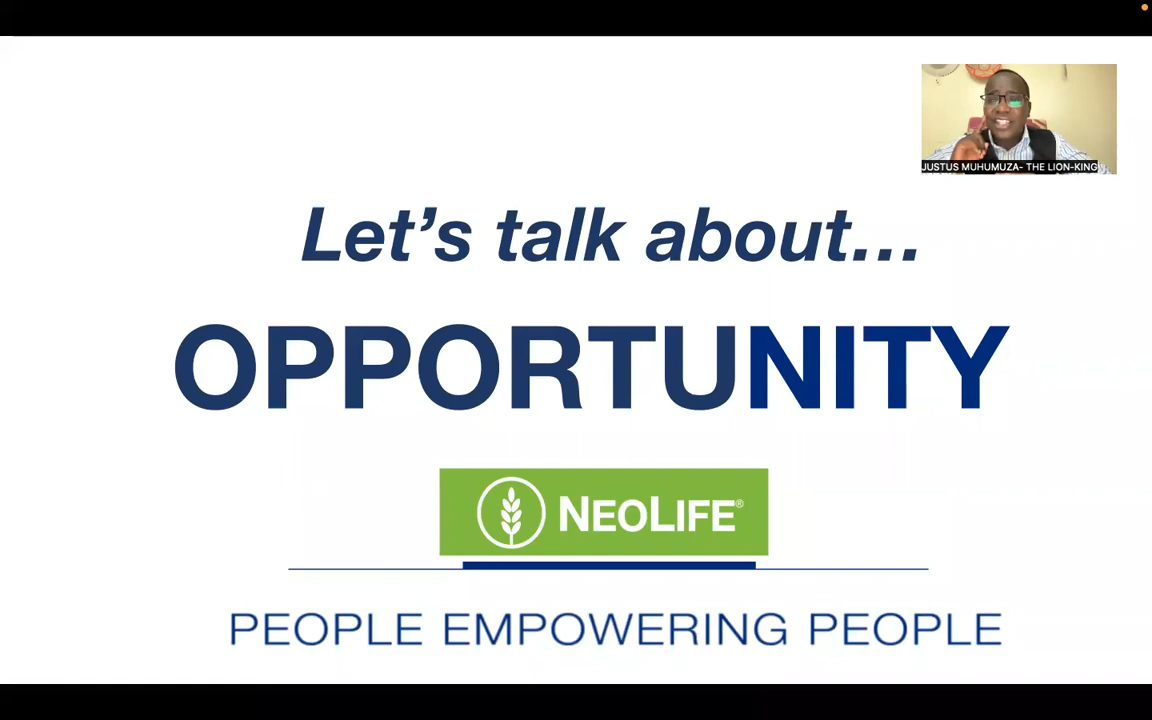 JUSTUS MUHUMUZA- THE LION-KING
Let’s talk about...
OPPORTUNITY
NEOLIFE®
PEOPLE EMPOWERING PEOPLE